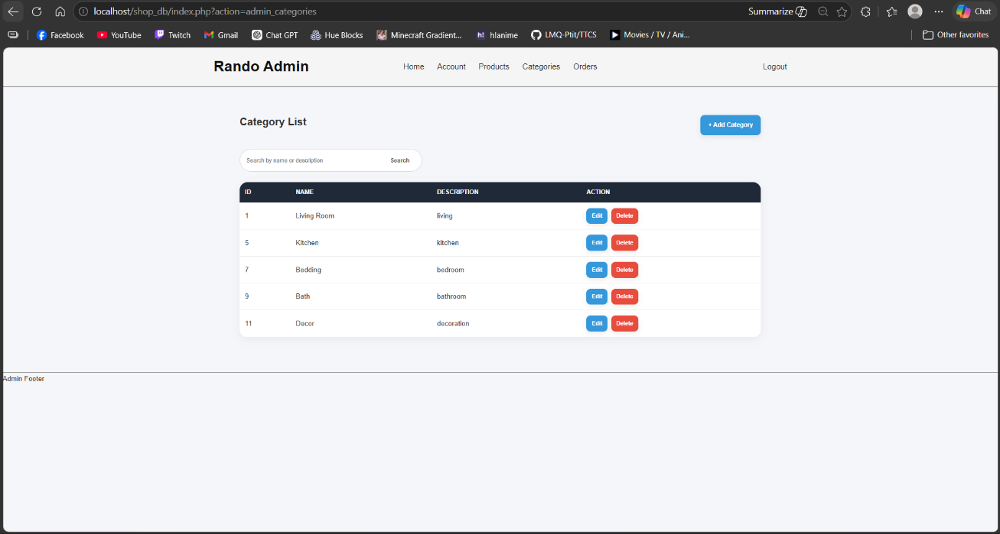 localhost/shop_db/index.php?action=admin_categories Summarize Chat
Facebook YouTube Twitch Gmail Chat GPT Hue Blocks Minecraft Gradient... h! hIanime LMQ-Ptit/TTCS Movies / TV / Ani... Other favorites
Rando Admin Home Account Products Categories Orders Logout
Category List + Add Category
Search by name or description Search
ID NAME DESCRIPTION ACTION
1 Living Room living Edit Delete
5 Kitchen kitchen Edit Delete
7 Bedding bedroom Edit Delete
9 Bath bathroom Edit Delete
11 Decor decoration Edit Delete
Admin Footer